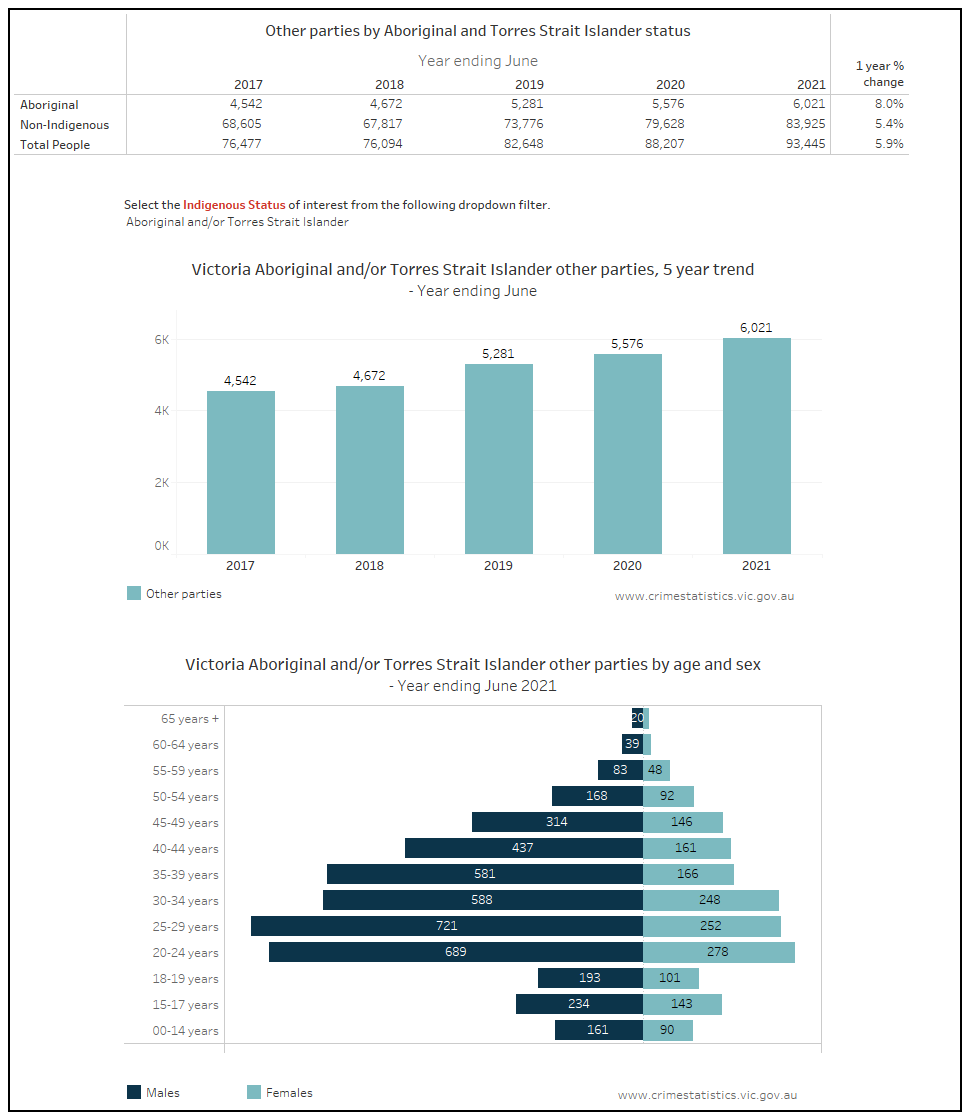 Other parties by Aboriginal and Torres Strait Islander status
Year ending June
1 year % change
2017 2018 2019 2020 2021
Aboriginal 4,542 4,672 5,281 5,576 6,021 8.0%
Non-Indigenous 68,605 67,817 73,776 79,628 83,925 5.4%
Total People 76,477 76,094 82,648 88,207 93,445 5.9%
Select the Indigenous Status of interest from the following dropdown filter.
Aboriginal and/or Torres Strait Islander
Victoria Aboriginal and/or Torres Strait Islander other parties, 5 year trend
- Year ending June
6K
4K
2K
0K
4,542 4,672 5,281 5,576 6,021
2017 2018 2019 2020 2021
Other parties
www.crimestatistics.vic.gov.au
Victoria Aboriginal and/or Torres Strait Islander other parties by age and sex
- Year ending June 2021
65 years + 20
60-64 years 39
55-59 years 83 48
50-54 years 168 92
45-49 years 314 146
40-44 years 437 161
35-39 years 581 166
30-34 years 588 248
25-29 years 721 252
20-24 years 689 278
18-19 years 193 101
15-17 years 234 143
00-14 years 161 90
Males Females
www.crimestatistics.vic.gov.au